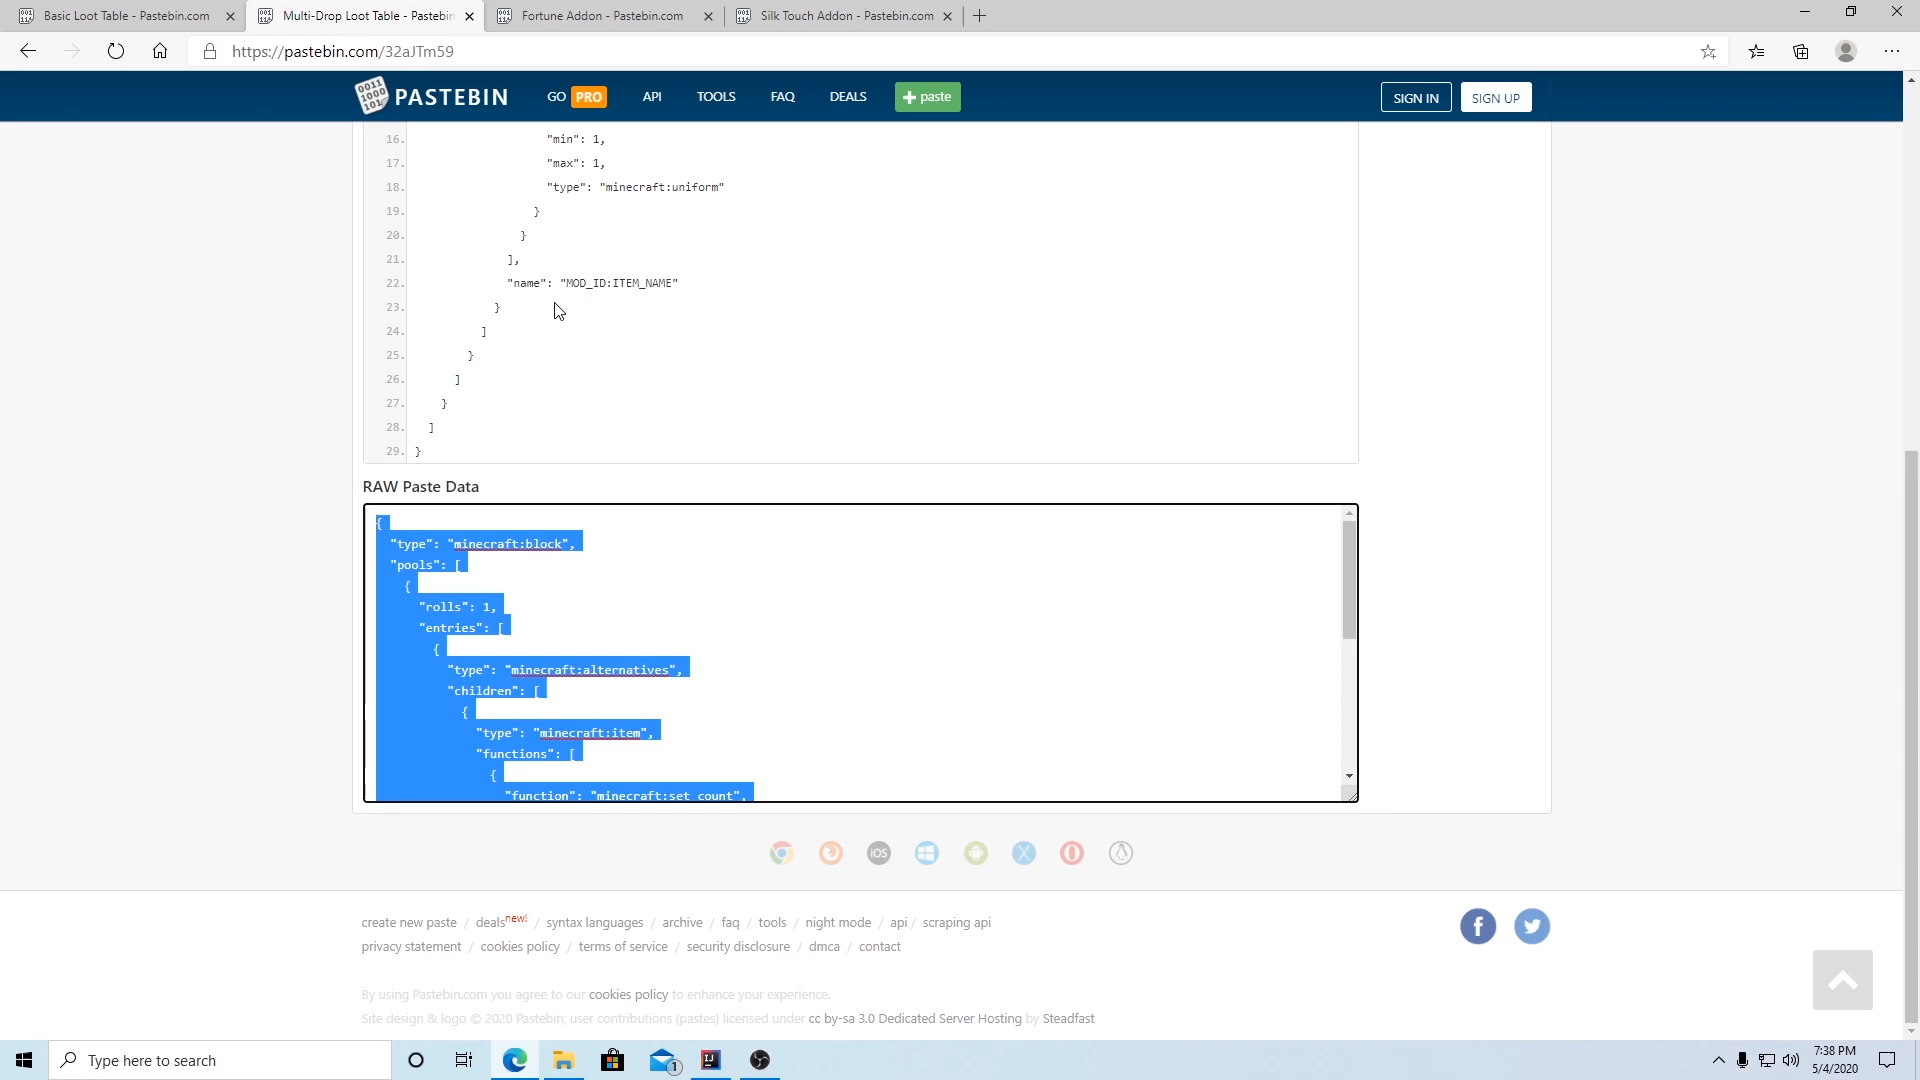 Basic Loot Table - Pastebin.com
Multi-Drop Loot Table - Pastebin
Fortune Addon - Pastebin.com
Silk Touch Addon - Pastebin.com
https://pastebin.com/32aJTm59
PASTEBIN
GO PRO
API
TOOLS
FAQ
DEALS
+ paste
SIGN IN
SIGN UP
16. "min": 1,
17. "max": 1,
18. "type": "minecraft:uniform"
19. }
20. }
21. ],
22. "name": "MOD_ID:ITEM_NAME"
23. }
24. ]
25. }
26. ]
27. }
28. ]
29. }
RAW Paste Data
{
"type": "minecraft:block",
"pools": [
{
"rolls": 1,
"entries": [
{
"type": "minecraft:alternatives",
"children": [
{
"type": "minecraft:item",
"functions": [
{
"function": "minecraft:set_count",
iOS
create new paste / deals new! / syntax languages / archive / faq / tools / night mode / api / scraping api
privacy statement / cookies policy / terms of service / security disclosure / dmca / contact
By using Pastebin.com you agree to our cookies policy to enhance your experience.
Site design & logo © 2020 Pastebin; user contributions (pastes) licensed under cc by-sa 3.0 Dedicated Server Hosting by Steadfast
Type here to search
1
IJ
7:38 PM
5/4/2020